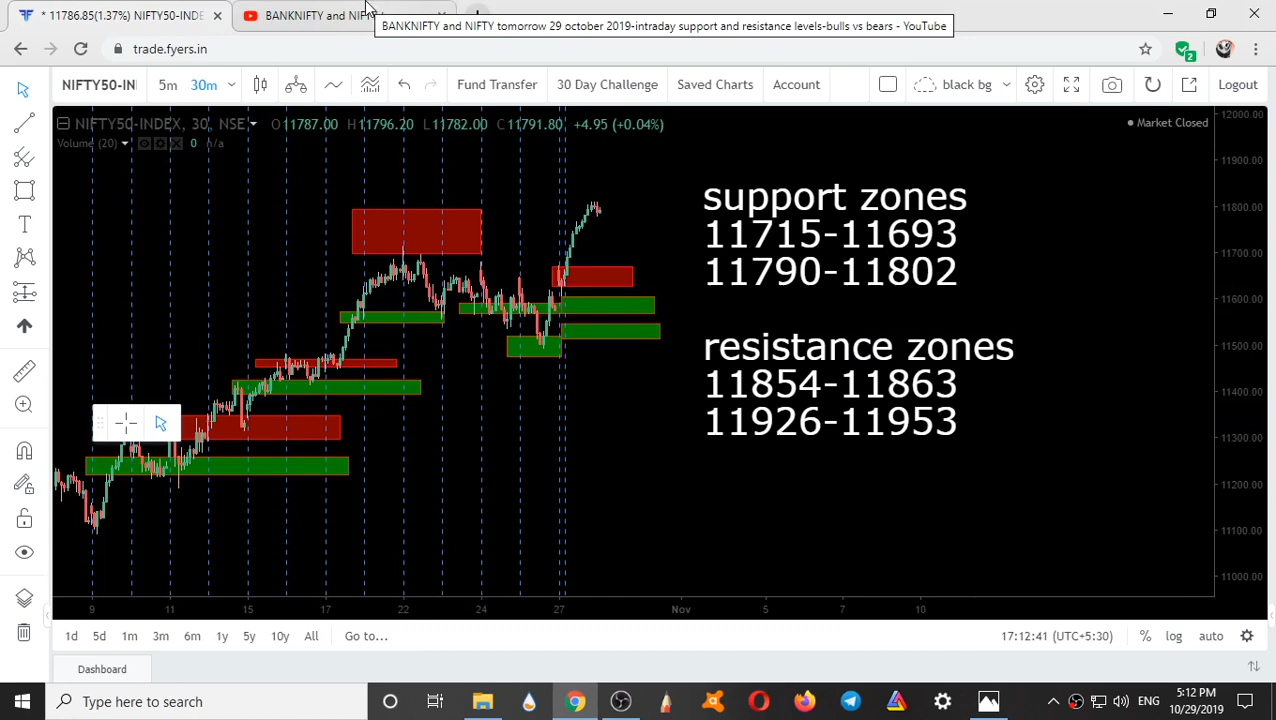 * 11786.85(1.37%) NIFTY50-INDE
BANKNIFTY and NIFTY t
BANKNIFTY and NIFTY tomorrow 29 october 2019-intraday support and resistance levels-bulls vs bears - YouTube
trade.fyers.in
2
NIFTY50-IN
5m
30m
Fund Transfer
30 Day Challenge
Saved Charts
Account
black bg
Logout
NIFTY50-INDEX, 30, NSE
O11787.00 H11796.20 L11782.00 C11791.80 +4.95 (+0.04%)
Market Closed
Volume (20)
0 n/a
12000.00
11900.00
11800.00
11700.00
11600.00
11500.00
11400.00
11300.00
11200.00
11100.00
11000.00
support zones
11715-11693
11790-11802
resistance zones
11854-11863
11926-11953
9 11 15 17 22 24 27 Nov 5 7 10
1d 5d 1m 3m 6m 1y 5y 10y All Go to...
17:12:41 (UTC+5:30) % log auto
Dashboard
Type here to search
ENG
5:12 PM
10/29/2019